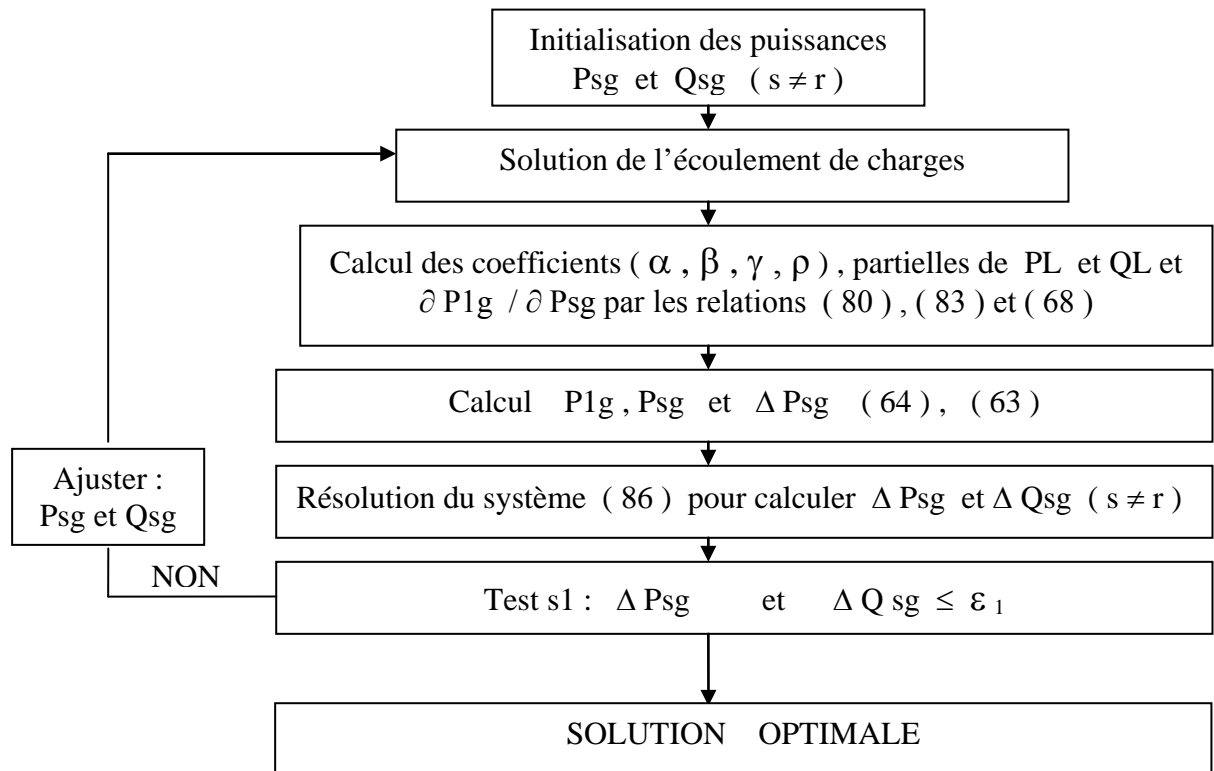 Initialisation des puissances
Psg et Qsg ( s ≠ r )
Solution de l’écoulement de charges
Calcul des coefficients ( α , β , γ , ρ ) , partielles de PL et QL et
∂ P1g / ∂ Psg par les relations ( 80 ) , ( 83 ) et ( 68 )
Calcul P1g , Psg et Δ Psg ( 64 ) , ( 63 )
Ajuster :
Psg et Qsg
Résolution du système ( 86 ) pour calculer Δ Psg et Δ Qsg ( s ≠ r )
NON
Test s1 : Δ Psg et Δ Q sg ≤ ε 1
SOLUTION OPTIMALE